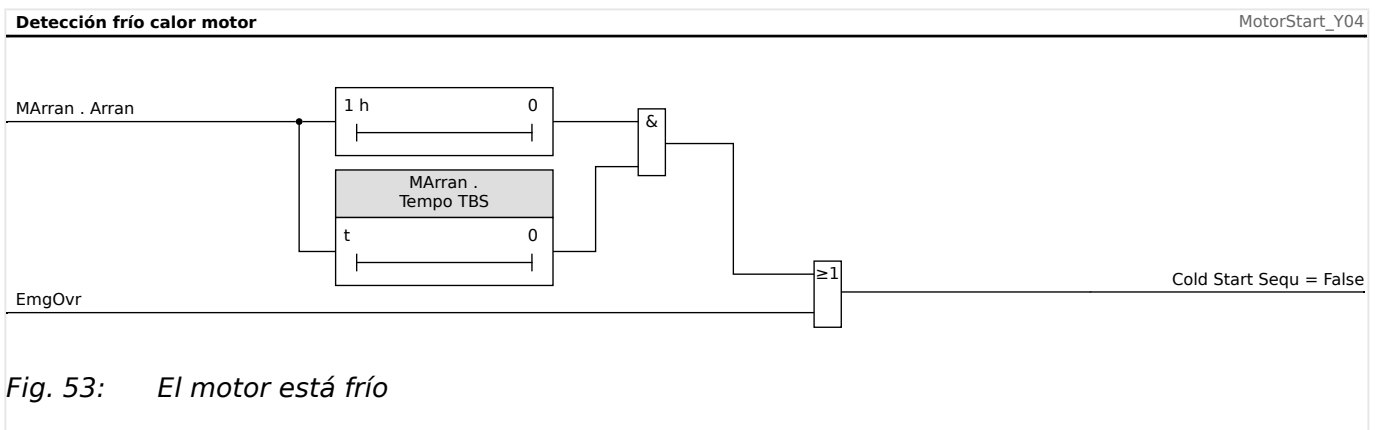 Detección frío calor motor MotorStart_Y04
MArran . Arran
1 h 0
&
MArran .
Tempo TBS
t 0
≥1
Cold Start Sequ = False
EmgOvr
Fig. 53: El motor está frío